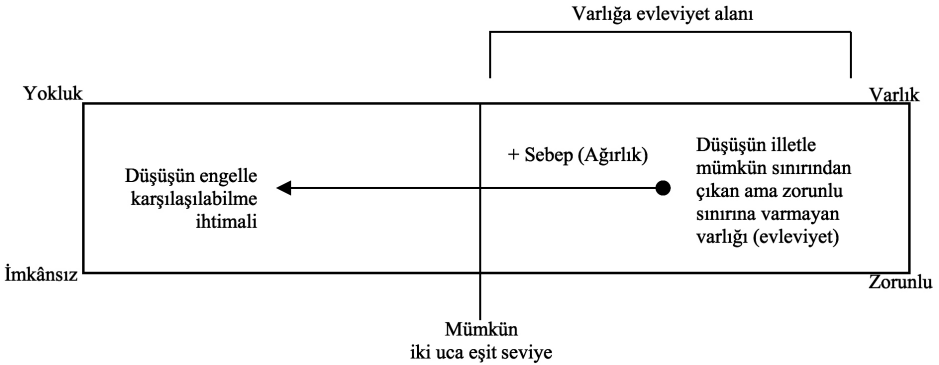 Varlığa evleviyet alanı
Yokluk
Varlık
+ Sebep (Ağırlık)
Düşüşün engelle
karşılaşılabilme
ihtimali
Düşüşün illetle
mümkün sınırından
çıkan ama zorunlu
sınırına varmayan
varlığı (evleviyet)
İmkânsız
Zorunlu
Mümkün
iki uca eşit seviye